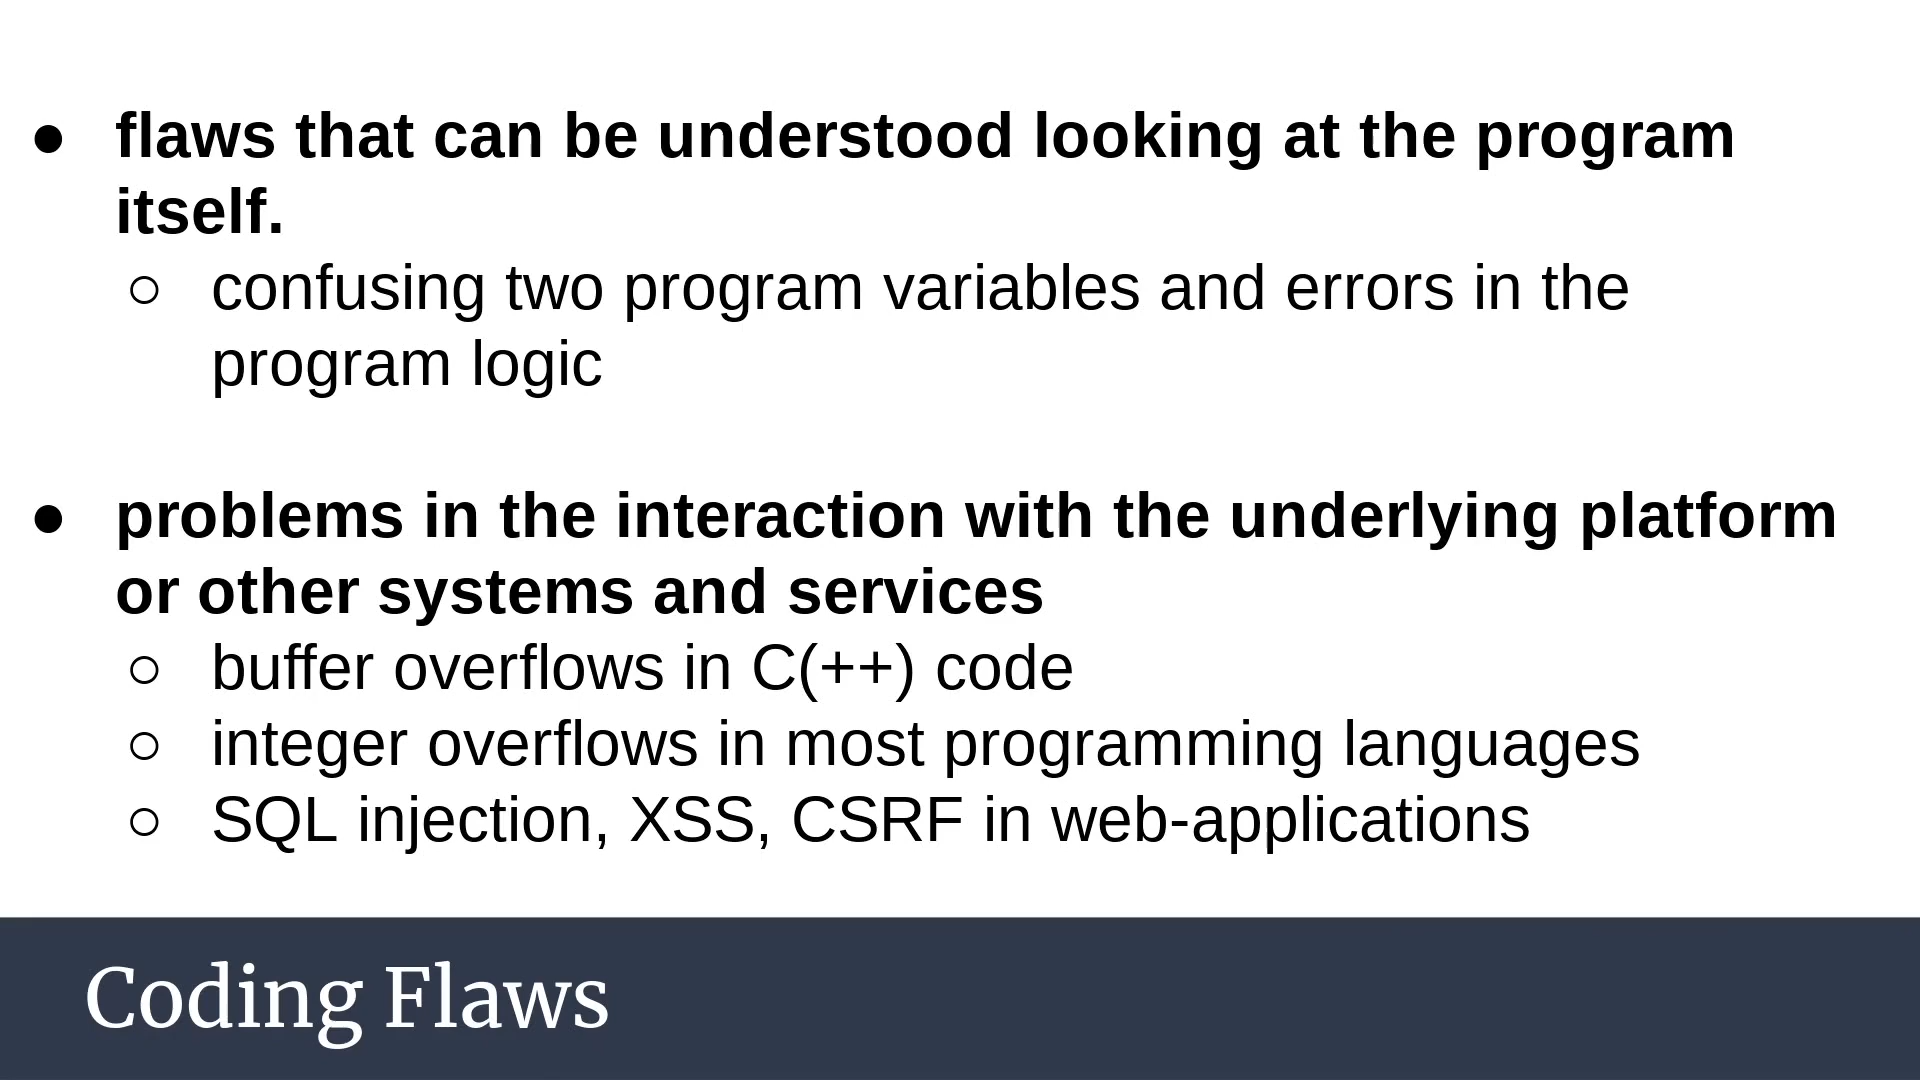 ● flaws that can be understood looking at the program
itself.
○ confusing two program variables and errors in the
program logic
● problems in the interaction with the underlying platform
or other systems and services
○ buffer overflows in C(++) code
○ integer overflows in most programming languages
○ SQL injection, XSS, CSRF in web-applications
Coding Flaws